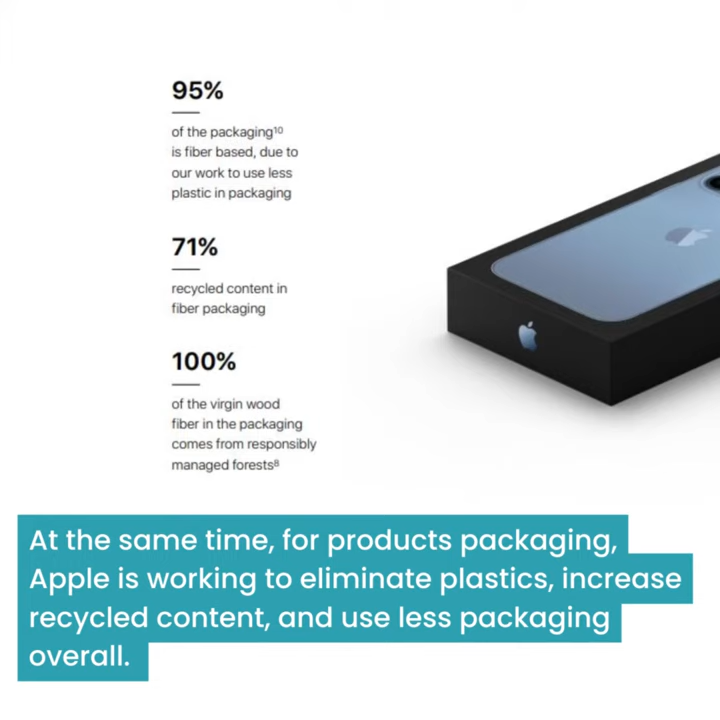 95%
of the packaging¹⁰
is fiber based, due to
our work to use less
plastic in packaging
71%
recycled content in
fiber packaging
100%
of the virgin wood
fiber in the packaging
comes from responsibly
managed forests⁸
At the same time, for products packaging,
Apple is working to eliminate plastics, increase
recycled content, and use less packaging
overall.